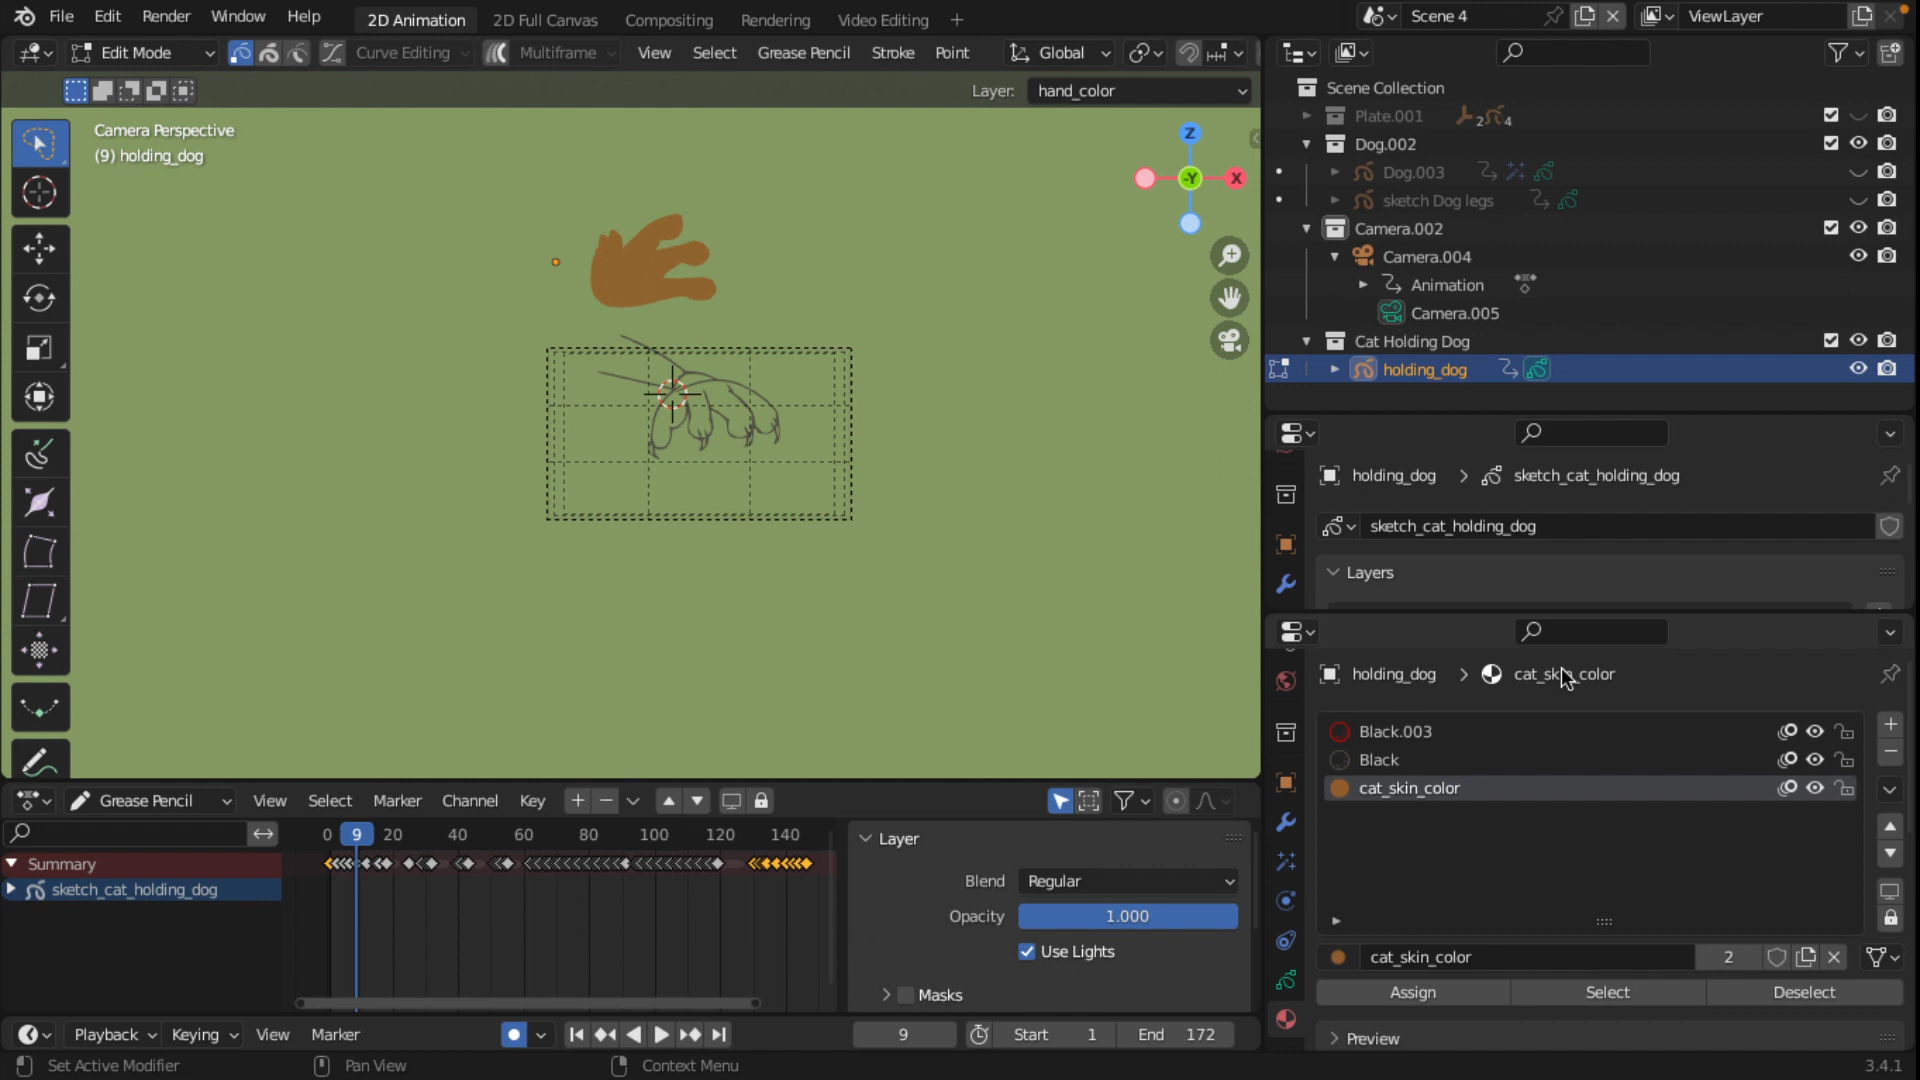 File Edit Render Window Help 2D Animation 2D Full Canvas Compositing Rendering Video Editing + Scene 4 ViewLayer
Edit Mode Curve Editing Multiframe View Select Grease Pencil Stroke Point Global
Layer: hand_color
Camera Perspective
(9) holding_dog
Z
-Y X
Scene Collection
Plate.001 2 4
Dog.002
Dog.003
sketch Dog legs
Camera.002
Camera.004
Animation
Camera.005
Cat Holding Dog
holding_dog
holding_dog > sketch_cat_holding_dog
sketch_cat_holding_dog
Layers
holding_dog > cat_skin_color
Black.003
Black
cat_skin_color
cat_skin_color 2
Assign Select Deselect
Preview
Grease Pencil View Select Marker Channel Key
0 9 20 40 60 80 100 120 140
Summary
sketch_cat_holding_dog
Layer
Blend Regular
Opacity 1.000
Use Lights
Masks
Playback Keying View Marker 9 Start 1 End 172
Set Active Modifier Pan View Context Menu 3.4.1